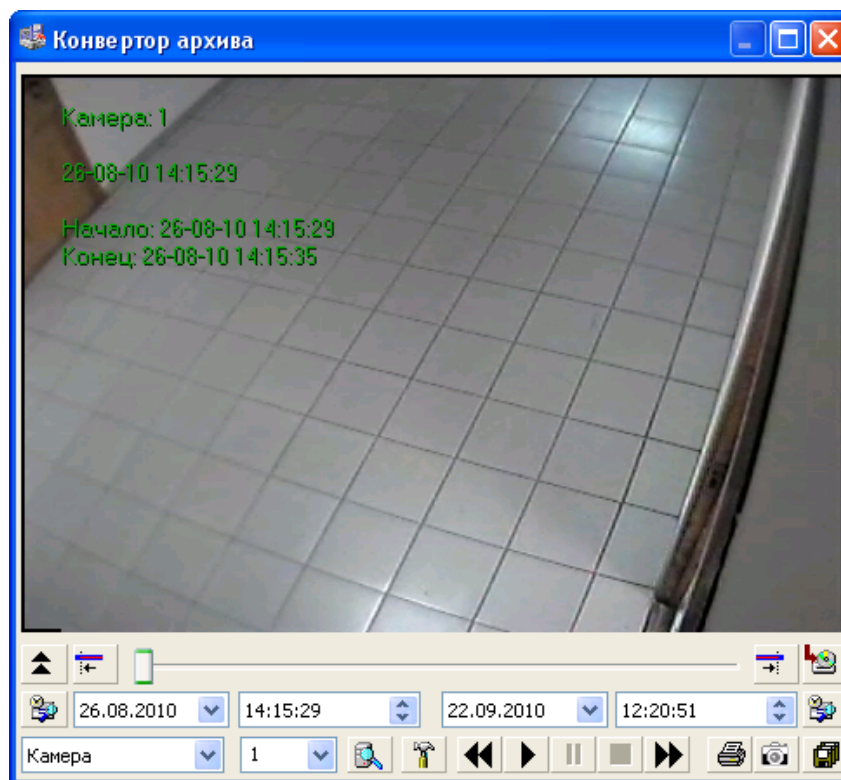 Конвертор архива
Камера: 1
26-08-10 14:15:29
Начало: 26-08-10 14:15:29
Конец: 26-08-10 14:15:35
26.08.2010 14:15:29 22.09.2010 12:20:51
Камера 1